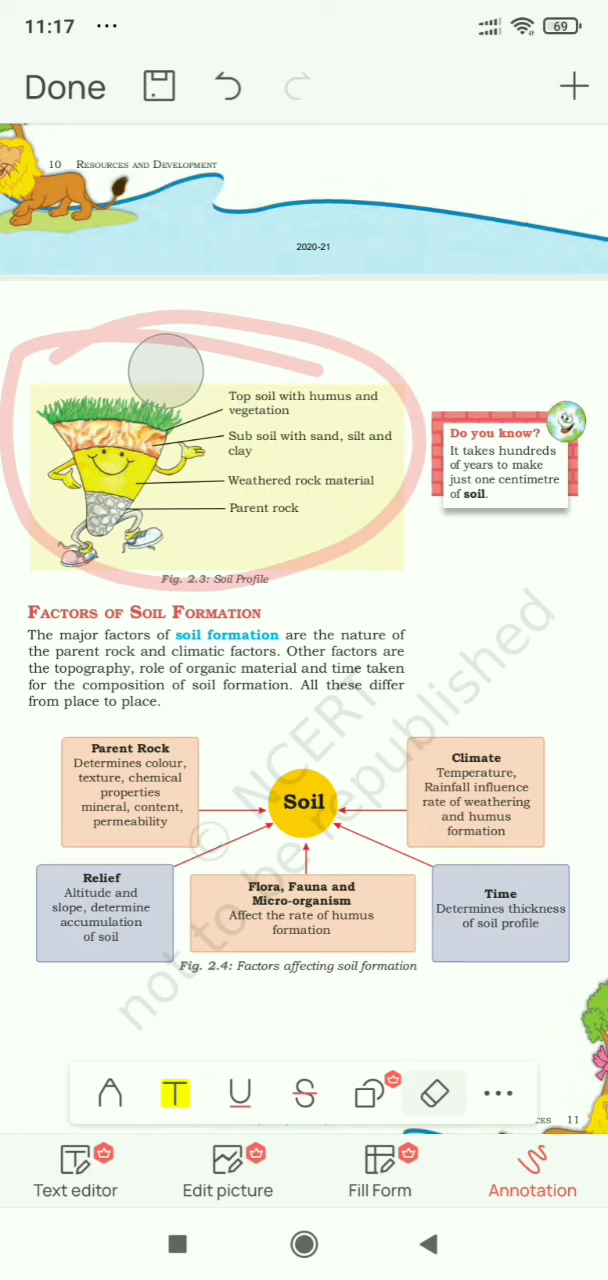 11:17 ...
69
Done
10 RESOURCES AND DEVELOPMENT
2020-21
Top soil with humus and
vegetation
Sub soil with sand, silt and
clay
Weathered rock material
Parent rock
Fig. 2.3: Soil Profile
Do you know?
It takes hundreds
of years to make
just one centimetre
of soil.
FACTORS OF SOIL FORMATION
The major factors of soil formation are the nature of
the parent rock and climatic factors. Other factors are
the topography, role of organic material and time taken
for the composition of soil formation. All these differ
from place to place.
Parent Rock
Determines colour,
texture, chemical
properties
mineral, content,
permeability
Soil
Climate
Temperature,
Rainfall influence
rate of weathering
and humus
formation
Relief
Altitude and
slope, determine
accumulation
of soil
Flora, Fauna and
Micro-organism
Affect the rate of humus
formation
Time
Determines thickness
of soil profile
Fig. 2.4: Factors affecting soil formation
© NCERT
not to be republished
T
U
S
11
Text editor
Edit picture
Fill Form
Annotation